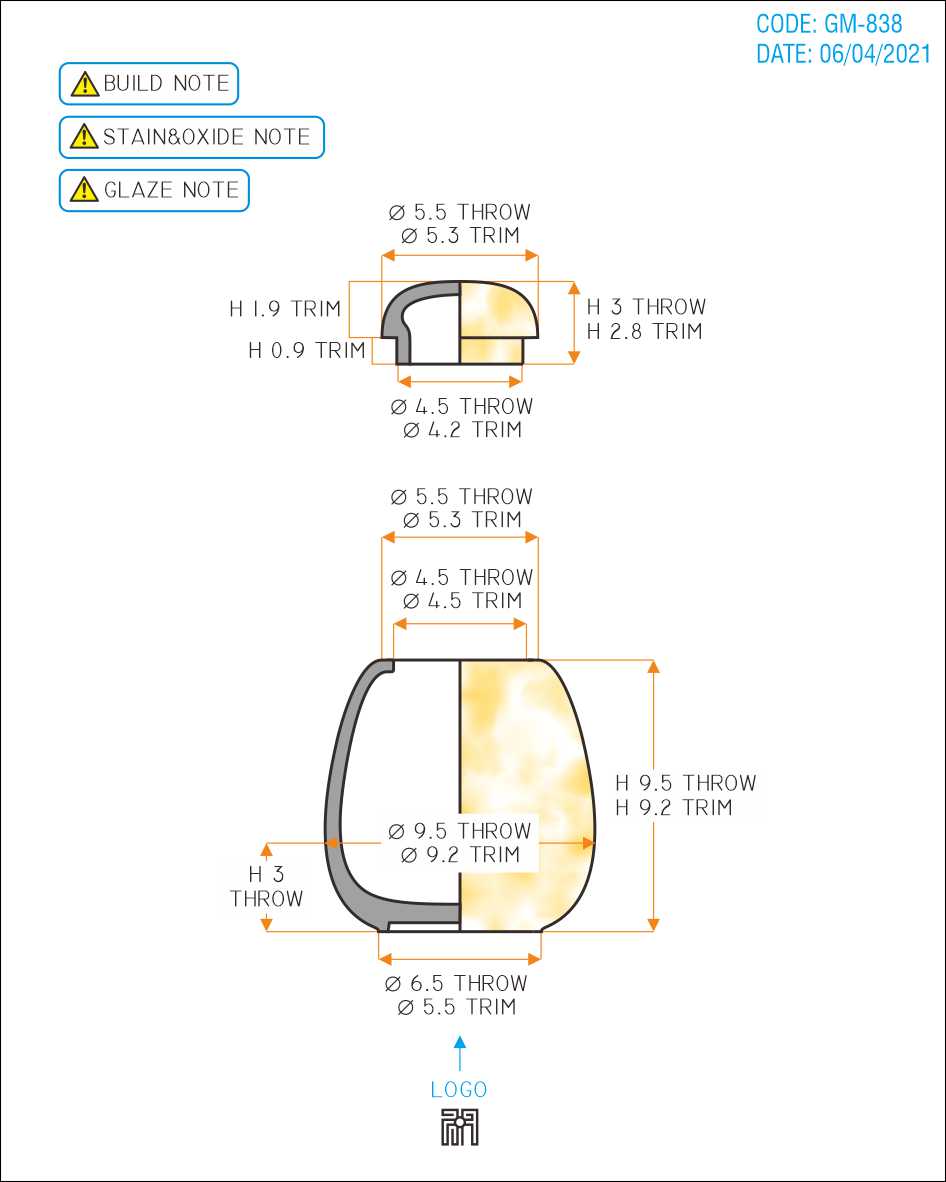 CODE: GM-838
DATE: 06/04/2021
BUILD NOTE
STAIN&OXIDE NOTE
GLAZE NOTE
Ø 5.5 THROW
Ø 5.3 TRIM
H 1.9 TRIM
H 0.9 TRIM
H 3 THROW
H 2.8 TRIM
Ø 4.5 THROW
Ø 4.2 TRIM
Ø 5.5 THROW
Ø 5.3 TRIM
Ø 4.5 THROW
Ø 4.5 TRIM
H 9.5 THROW
H 9.2 TRIM
Ø 9.5 THROW
Ø 9.2 TRIM
H 3
THROW
Ø 6.5 THROW
Ø 5.5 TRIM
LOGO